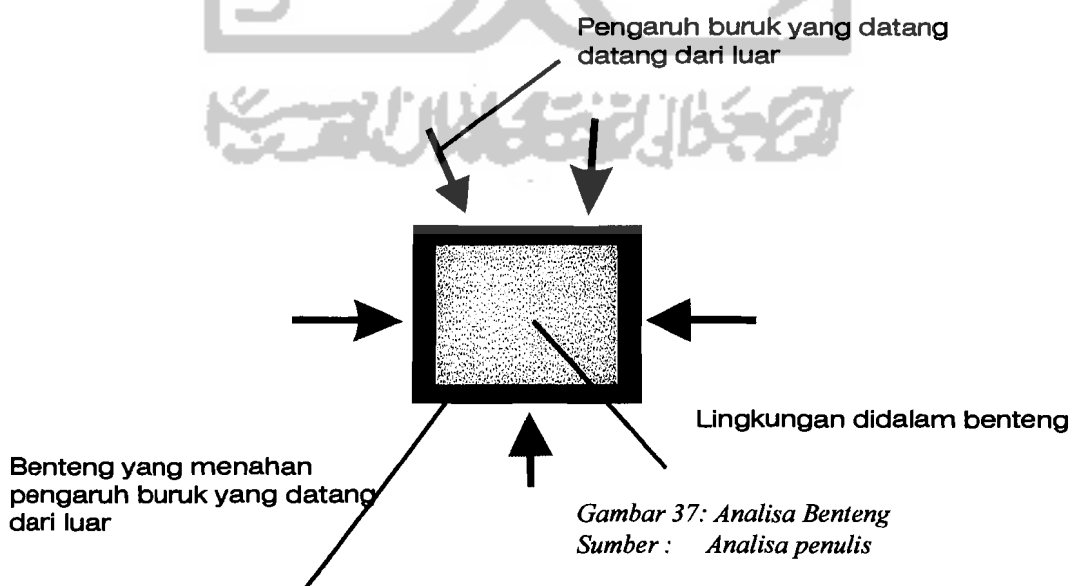 Pengaruh buruk yang datang
datang dari luar
Lingkungan didalam benteng
Benteng yang menahan
pengaruh buruk yang datang
dari luar
Gambar 37: Analisa Benteng
Sumber : Analisa penulis